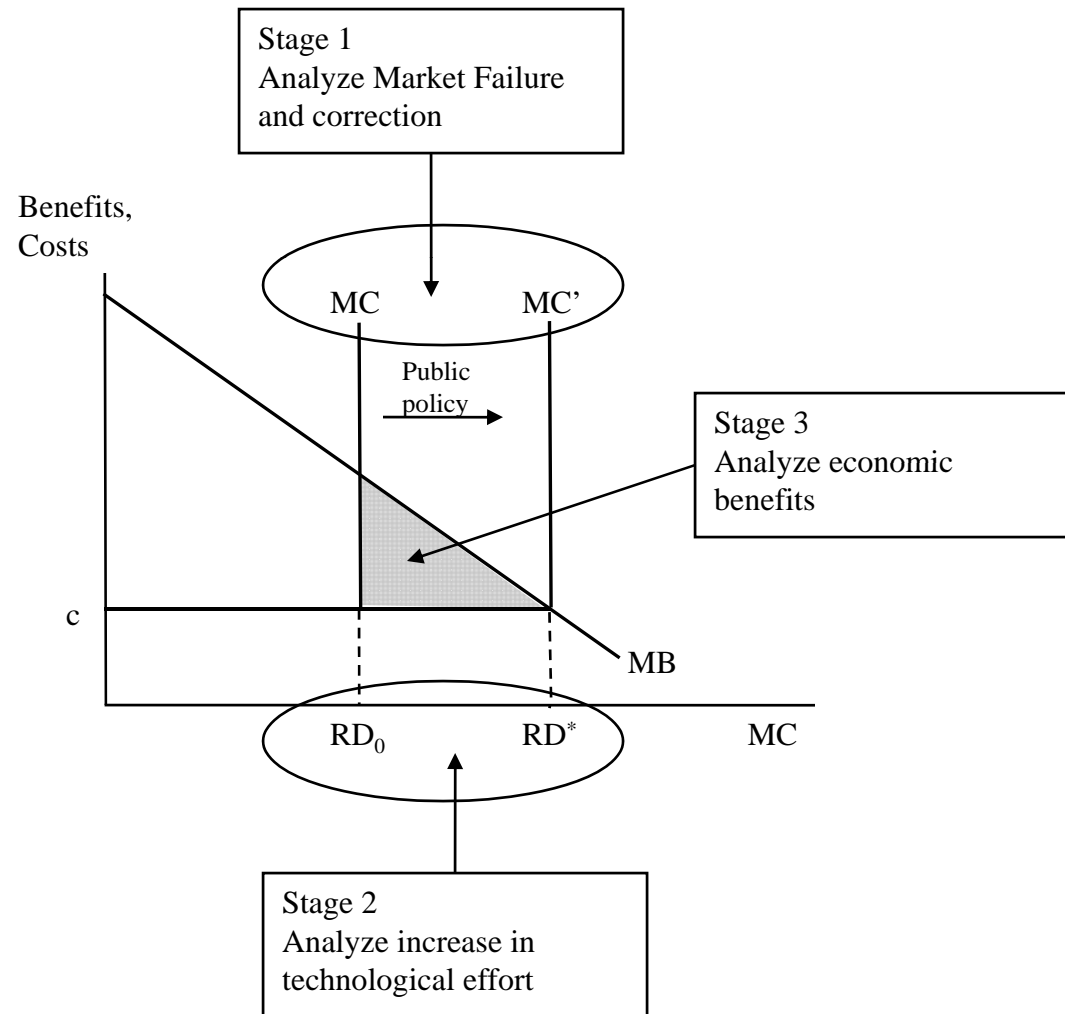 Stage 1
Analyze Market Failure
and correction
Benefits,
Costs
MC
MC’
Public
policy
Stage 3
Analyze economic
benefits
c
MB
RD₀
RD*
MC
Stage 2
Analyze increase in
technological effort